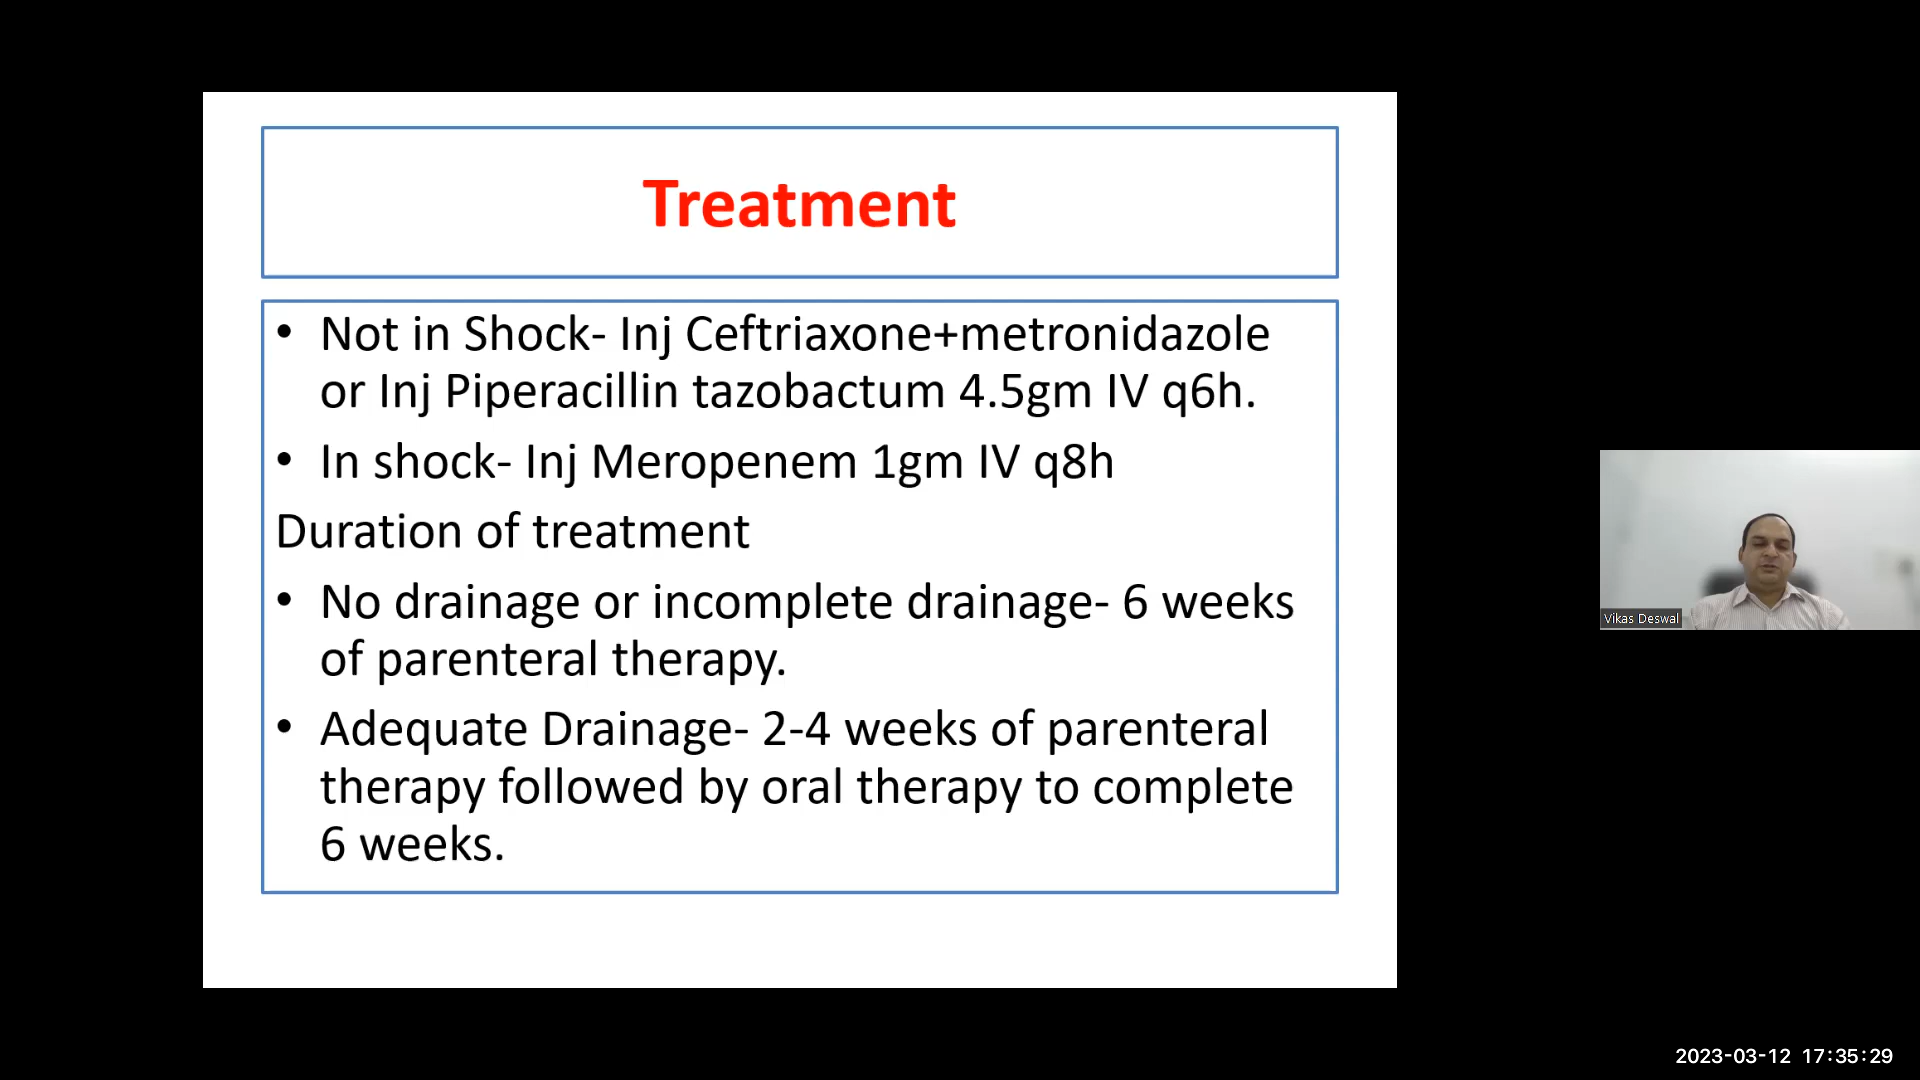 Treatment
• Not in Shock- Inj Ceftriaxone+metronidazole
or Inj Piperacillin tazobactum 4.5gm IV q6h.
• In shock- Inj Meropenem 1gm IV q8h
Duration of treatment
• No drainage or incomplete drainage- 6 weeks
of parenteral therapy.
• Adequate Drainage- 2-4 weeks of parenteral
therapy followed by oral therapy to complete
6 weeks.
Vikas Deswal
2023-03-12 17:35:29